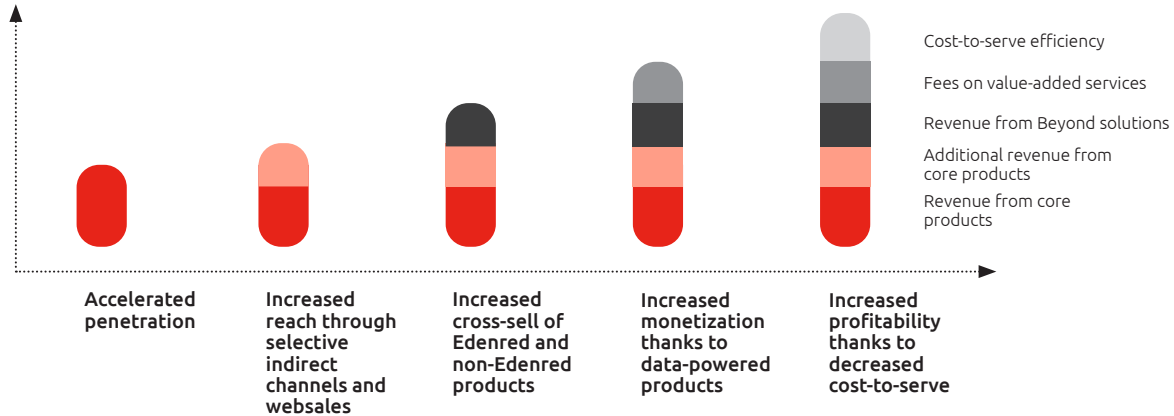 Cost-to-serve efficiency
Fees on value-added services
Revenue from Beyond solutions
Additional revenue from
core products
Revenue from core
products
Accelerated
penetration
Increased
reach through
selective
indirect
channels and
websales
Increased
cross-sell of
Edenred and
non-Edenred
products
Increased
monetization
thanks to
data-powered
products
Increased
profitability
thanks to
decreased
cost-to-serve